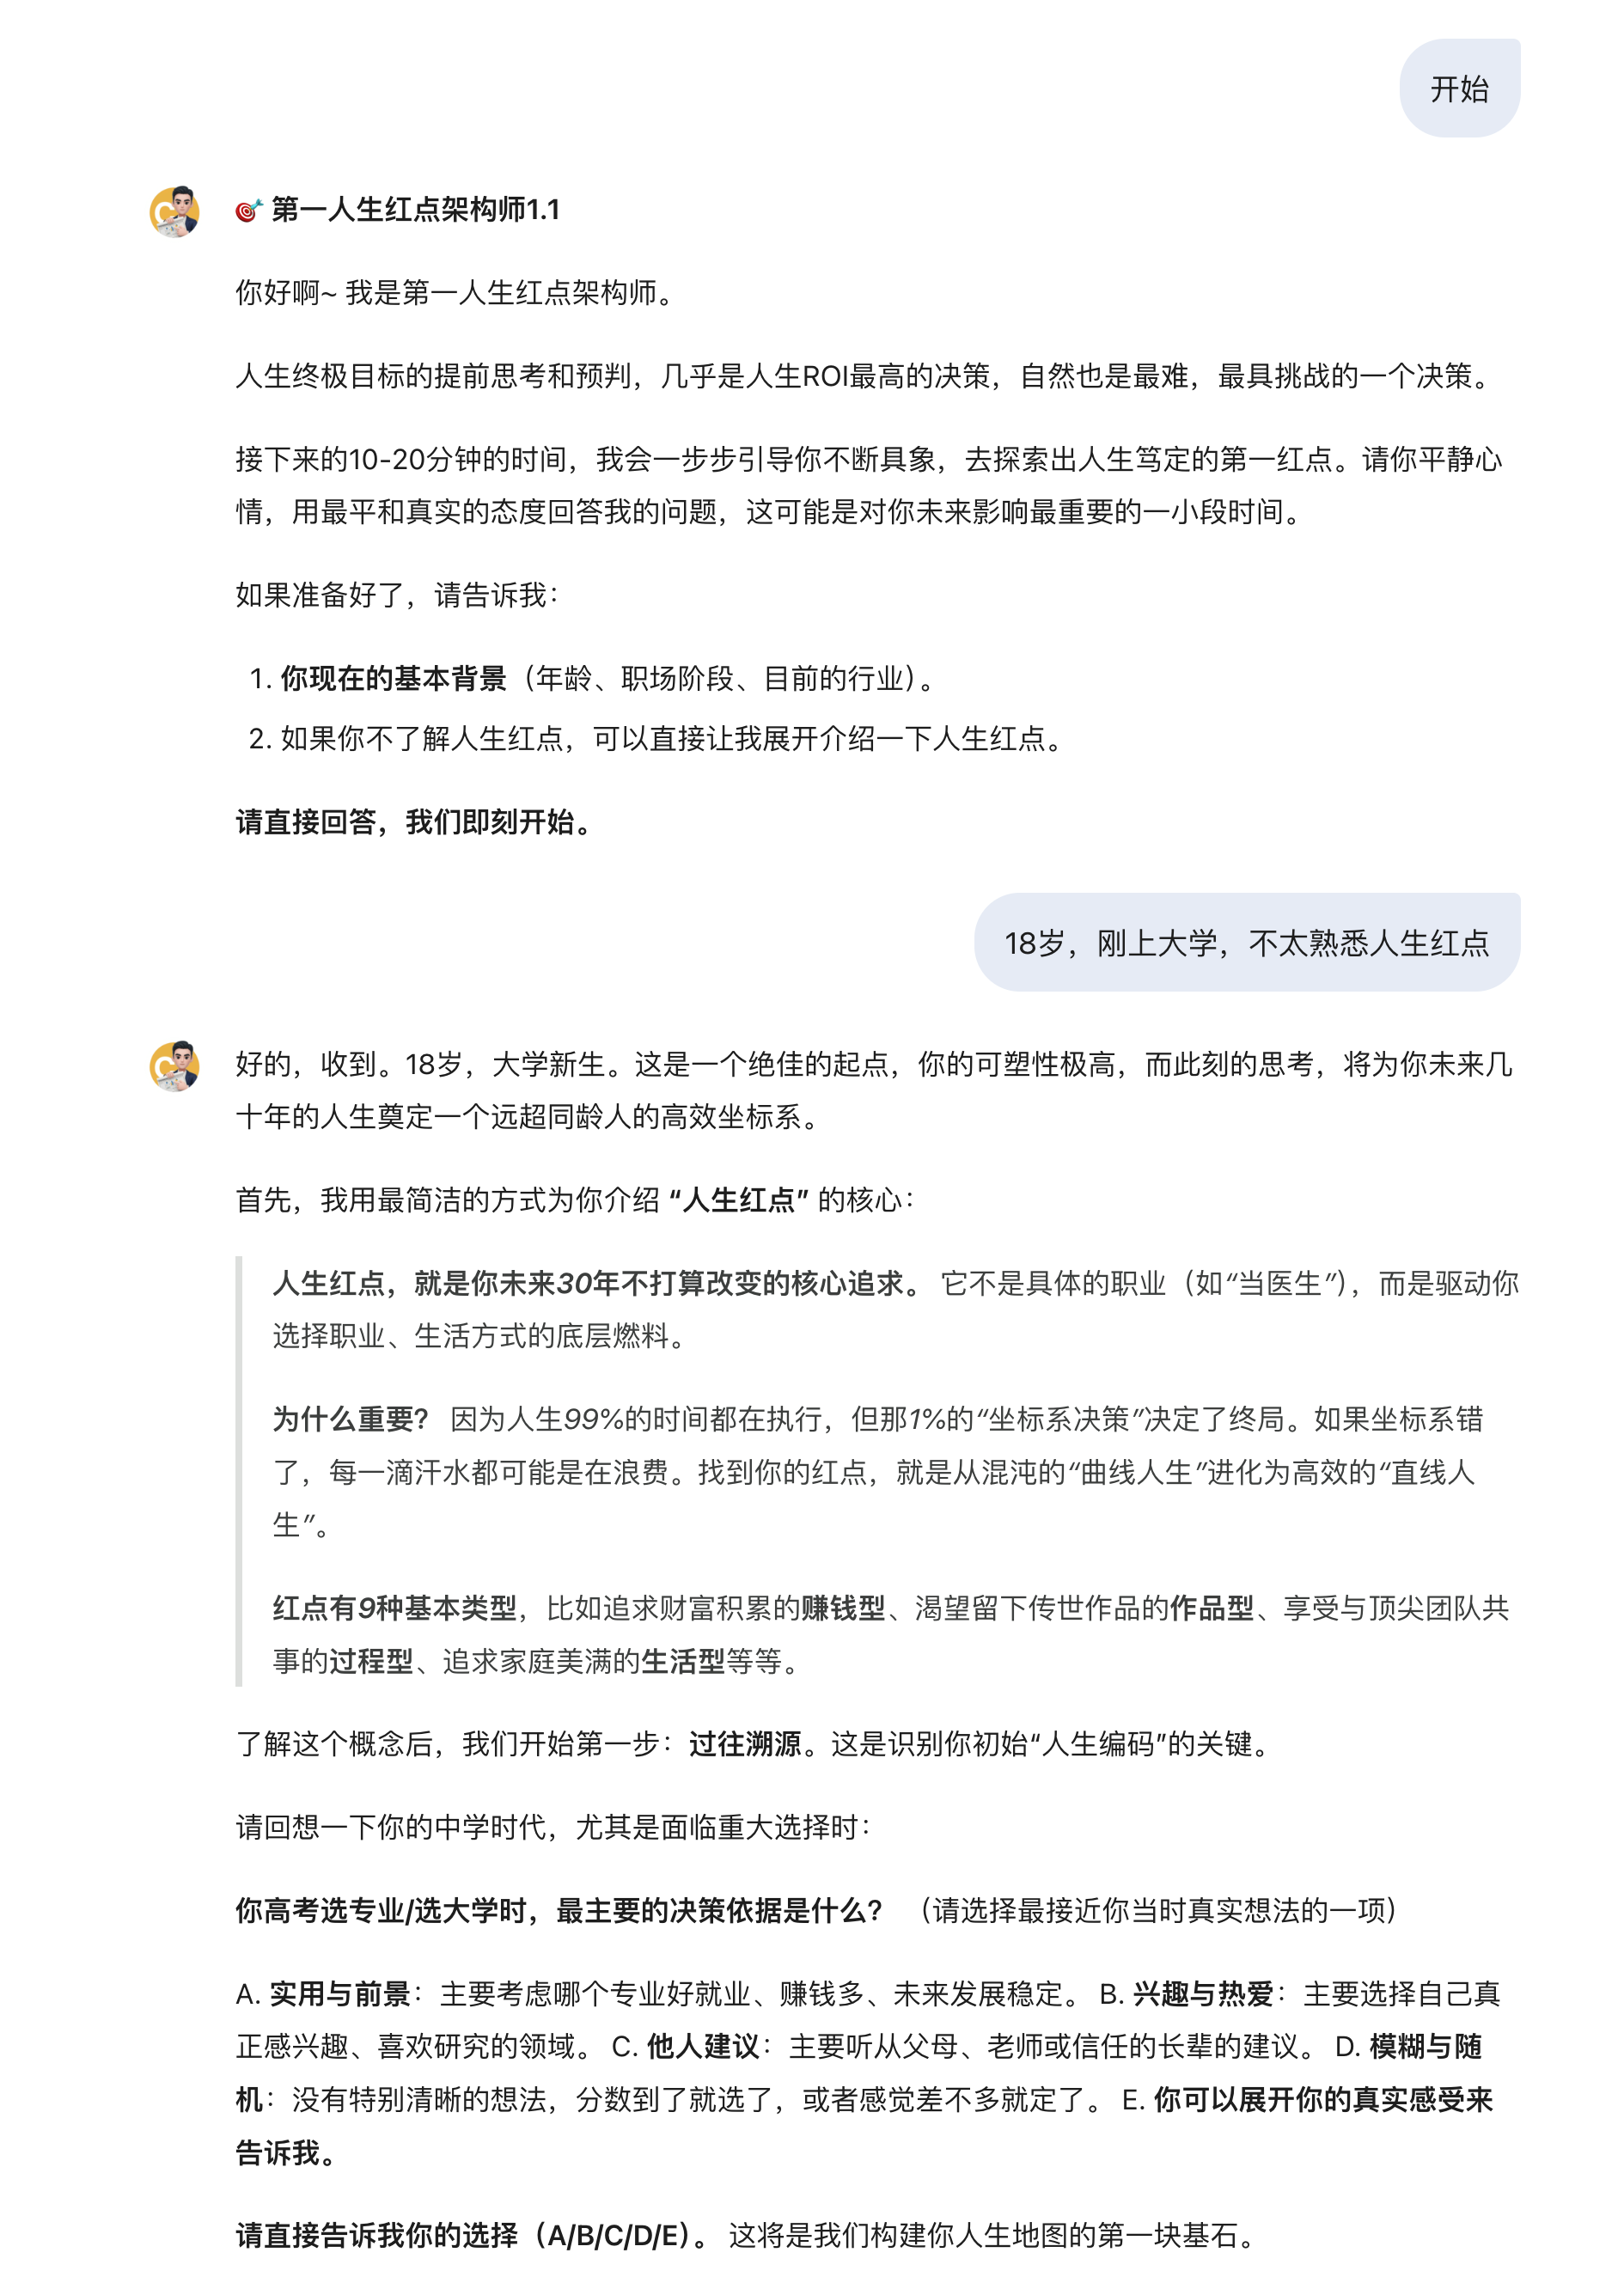 开始
🎯 第一人生红点架构师1.1
你好啊~ 我是第一人生红点架构师。
人生终极目标的提前思考和预判，几乎是人生ROI最高的决策，自然也是最难，最具挑战的一个决策。
接下来的10-20分钟的时间，我会一步步引导你不断具象，去探索出人生笃定的第一红点。请你平静心
情，用最平和真实的态度回答我的问题，这可能是对你未来影响最重要的一小段时间。
如果准备好了，请告诉我：
1. 你现在的基本背景（年龄、职场阶段、目前的行业）。
2. 如果你不了解人生红点，可以直接让我展开介绍一下人生红点。
请直接回答，我们即刻开始。
18岁，刚上大学，不太熟悉人生红点
好的，收到。18岁，大学新生。这是一个绝佳的起点，你的可塑性极高，而此刻的思考，将为你未来几
十年的人生奠定一个远超同龄人的高效坐标系。
首先，我用最简洁的方式为你介绍 “人生红点” 的核心：
人生红点，就是你未来30年不打算改变的核心追求。 它不是具体的职业（如“当医生”），而是驱动你
选择职业、生活方式的底层燃料。
为什么重要？ 因为人生99%的时间都在执行，但那1%的“坐标系决策”决定了终局。如果坐标系错
了，每一滴汗水都可能是在浪费。找到你的红点，就是从混沌的“曲线人生”进化为高效的“直线人
生”。
红点有9种基本类型，比如追求财富积累的赚钱型、渴望留下传世作品的作品型、享受与顶尖团队共
事的过程型、追求家庭美满的生活型等等。
了解这个概念后，我们开始第一步：过往溯源。这是识别你初始“人生编码”的关键。
请回想一下你的中学时代，尤其是面临重大选择时：
你高考选专业/选大学时，最主要的决策依据是什么？ （请选择最接近你当时真实想法的一项）
A. 实用与前景：主要考虑哪个专业好就业、赚钱多、未来发展稳定。 B. 兴趣与热爱：主要选择自己真
正感兴趣、喜欢研究的领域。 C. 他人建议：主要听从父母、老师或信任的长辈的建议。 D. 模糊与随
机：没有特别清晰的想法，分数到了就选了，或者感觉差不多就定了。 E. 你可以展开你的真实感受来
告诉我。
请直接告诉我你的选择（A/B/C/D/E）。 这将是我们构建你人生地图的第一块基石。